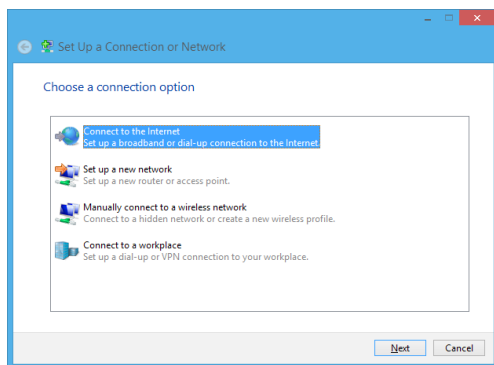 Set Up a Connection or Network
Choose a connection option
Connect to the Internet
Set up a broadband or dial-up connection to the Internet.
Set up a new network
Set up a new router or access point.
Manually connect to a wireless network
Connect to a hidden network or create a new wireless profile.
Connect to a workplace
Set up a dial-up or VPN connection to your workplace.
Next Cancel